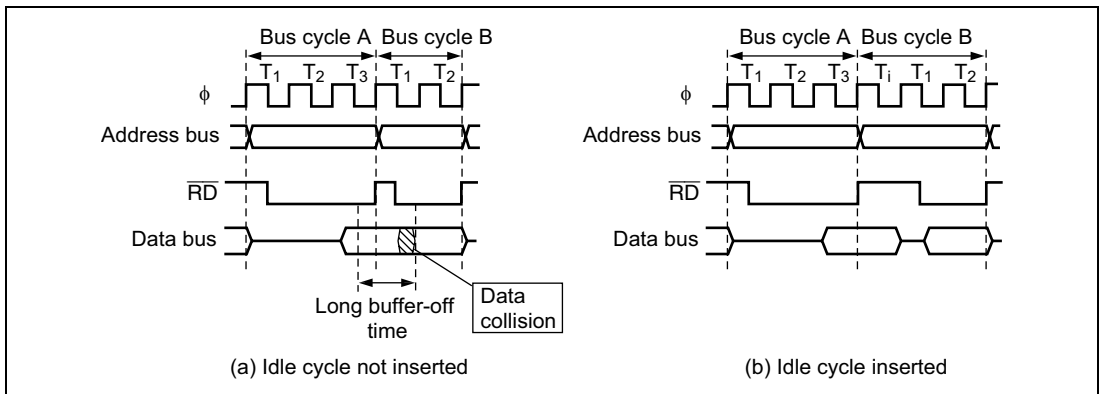 Bus cycle A Bus cycle B
T1 T2 T3 T1 T2
ϕ
Address bus
RD
Data bus
Long buffer-off
time
Data
collision
(a) Idle cycle not inserted
Bus cycle A Bus cycle B
T1 T2 T3 Ti T1 T2
ϕ
Address bus
RD
Data bus
(b) Idle cycle inserted